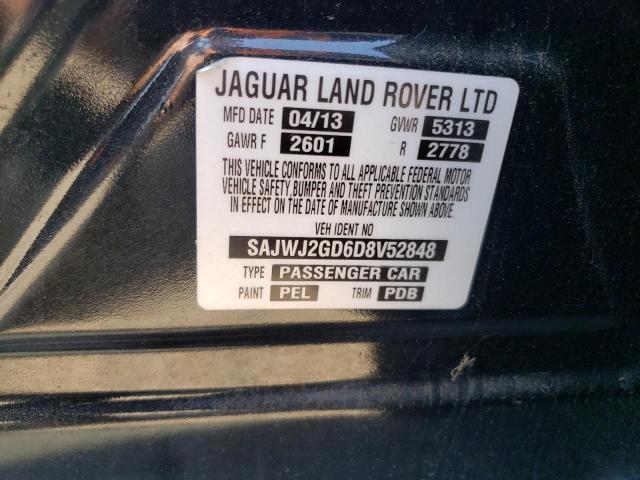 JAGUAR LAND ROVER LTD
MFD DATE 04/13 GVWR 5313
GAWR F 2601 R 2778
THIS VEHICLE CONFORMS TO ALL APPLICABLE FEDERAL MOTOR
VEHICLE SAFETY,BUMPER AND THEFT PREVENTION STANDARDS
IN EFFECT ON THE DATE OF MANUFACTURE SHOWN ABOVE.
VEH IDENT NO
SAJWJ2GD6D8V52848
TYPE PASSENGER CAR
PAINT PEL TRIM PDB